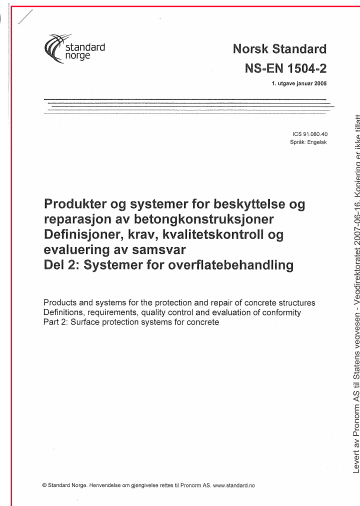 standard
norge
Norsk Standard
NS-EN 1504-2
1. utgave januar 2005
ICS 91.080.40
Språk: Engelsk
Produkter og systemer for beskyttelse og
reparasjon av betongkonstruksjoner
Definisjoner, krav, kvalitetskontroll og
evaluering av samsvar
Del 2: Systemer for overflatebehandling
Products and systems for the protection and repair of concrete structures
Definitions, requirements, quality control and evaluation of conformity
Part 2: Surface protection systems for concrete
© Standard Norge. Henvendelse om gjengivelse rettes til Pronorm AS. www.standard.no
Levert av Pronorm AS til Statens vegvesen - Vegdirektoratet 2007-06-16. Kopiering er ikke tillatt